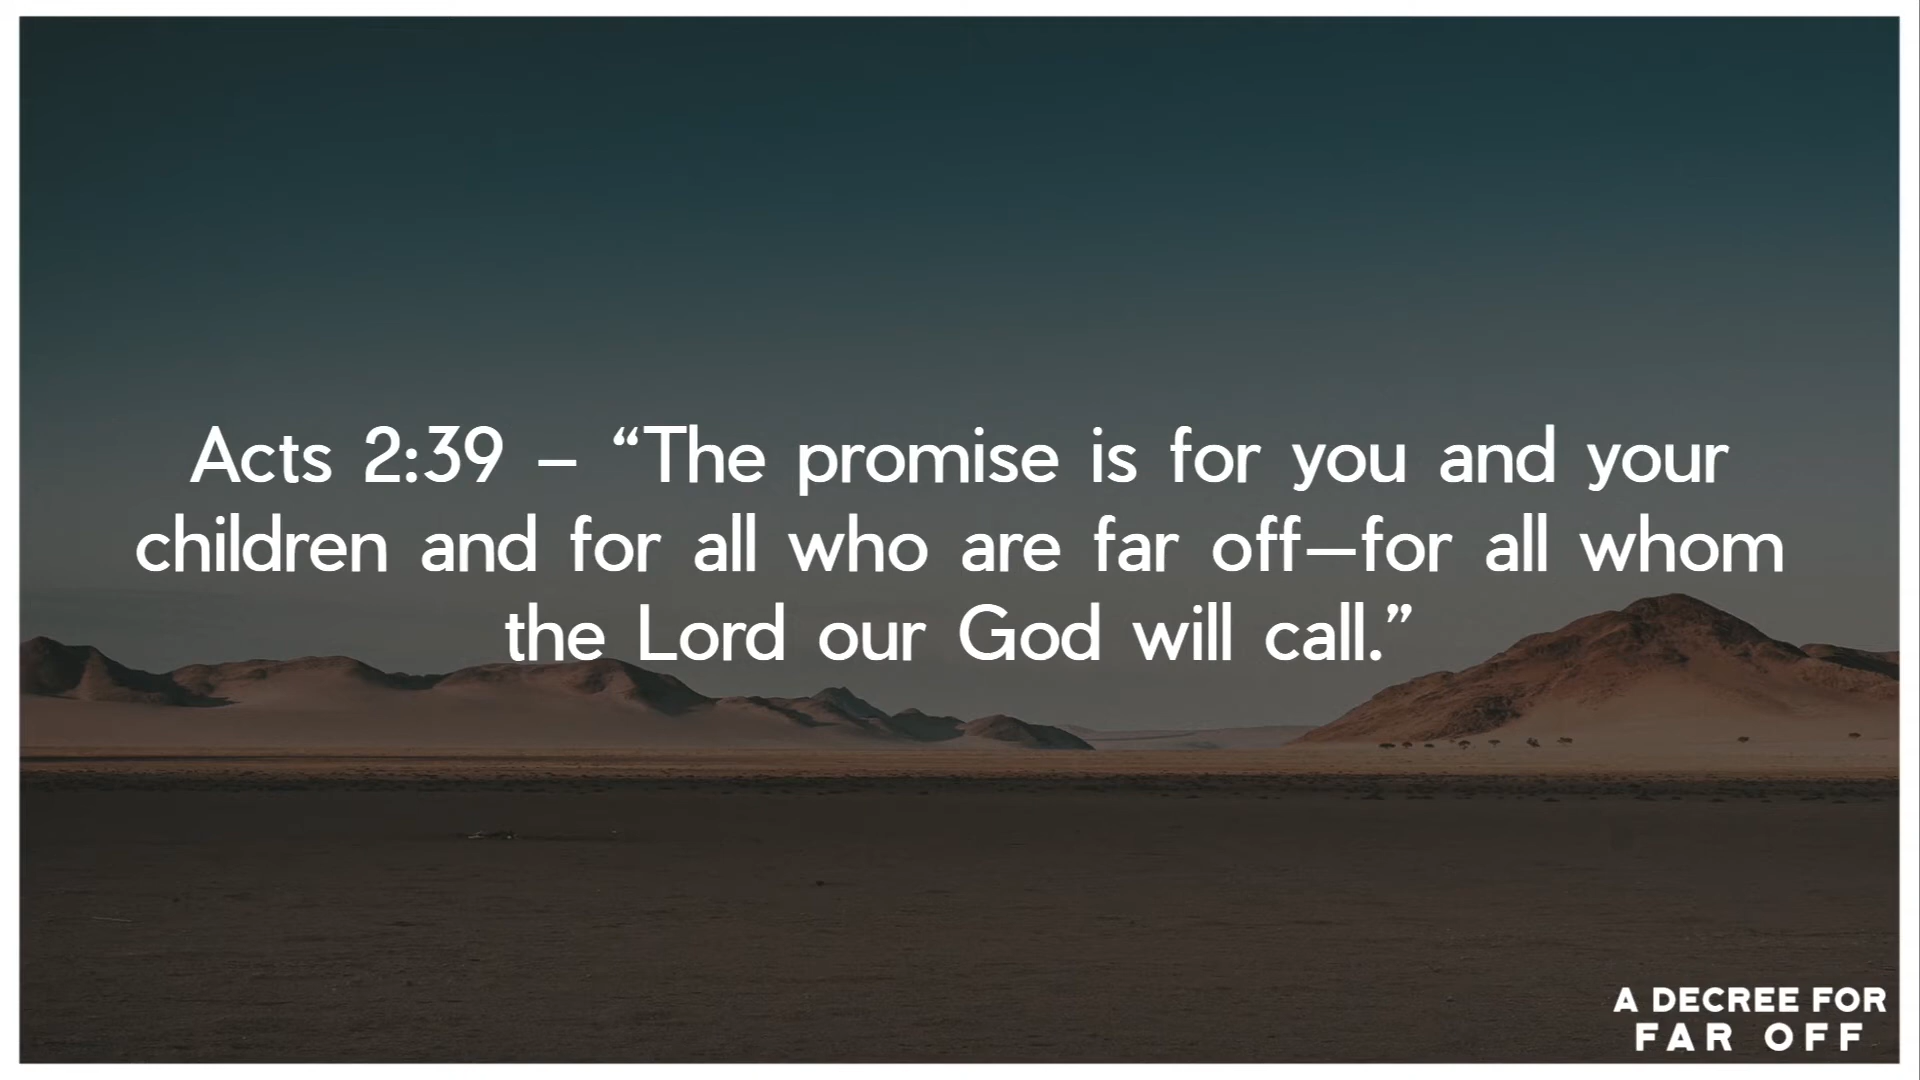 Acts 2:39 – “The promise is for you and your
children and for all who are far off—for all whom
the Lord our God will call.”
A DECREE FOR
FAR OFF